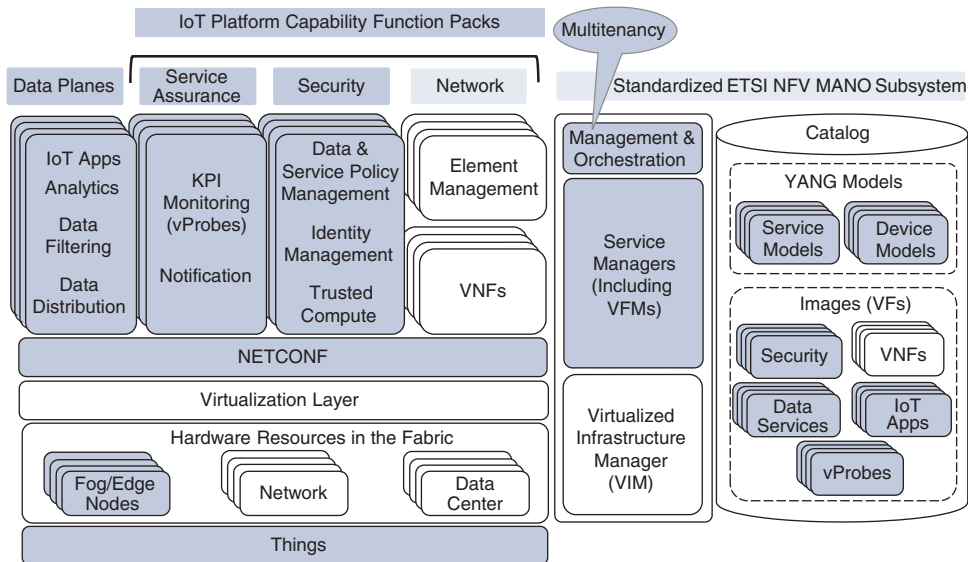 IoT Platform Capability Function Packs
Multitenancy
Data Planes
Service
Assurance
Security
Network
Standardized ETSI NFV MANO Subsystem
IoT Apps
Analytics
Data
Filtering
Data
Distribution
KPI
Monitoring
(vProbes)
Notification
Data &
Service Policy
Management
Identity
Management
Trusted
Compute
Element
Management
VNFs
NETCONF
Virtualization Layer
Hardware Resources in the Fabric
Fog/Edge
Nodes
Network
Data
Center
Things
Management &
Orchestration
Service
Managers
(Including
VFMs)
Virtualized
Infrastructure
Manager
(VIM)
Catalog
YANG Models
Service
Models
Device
Models
Images (VFs)
Security
VNFs
Data
Services
IoT
Apps
vProbes